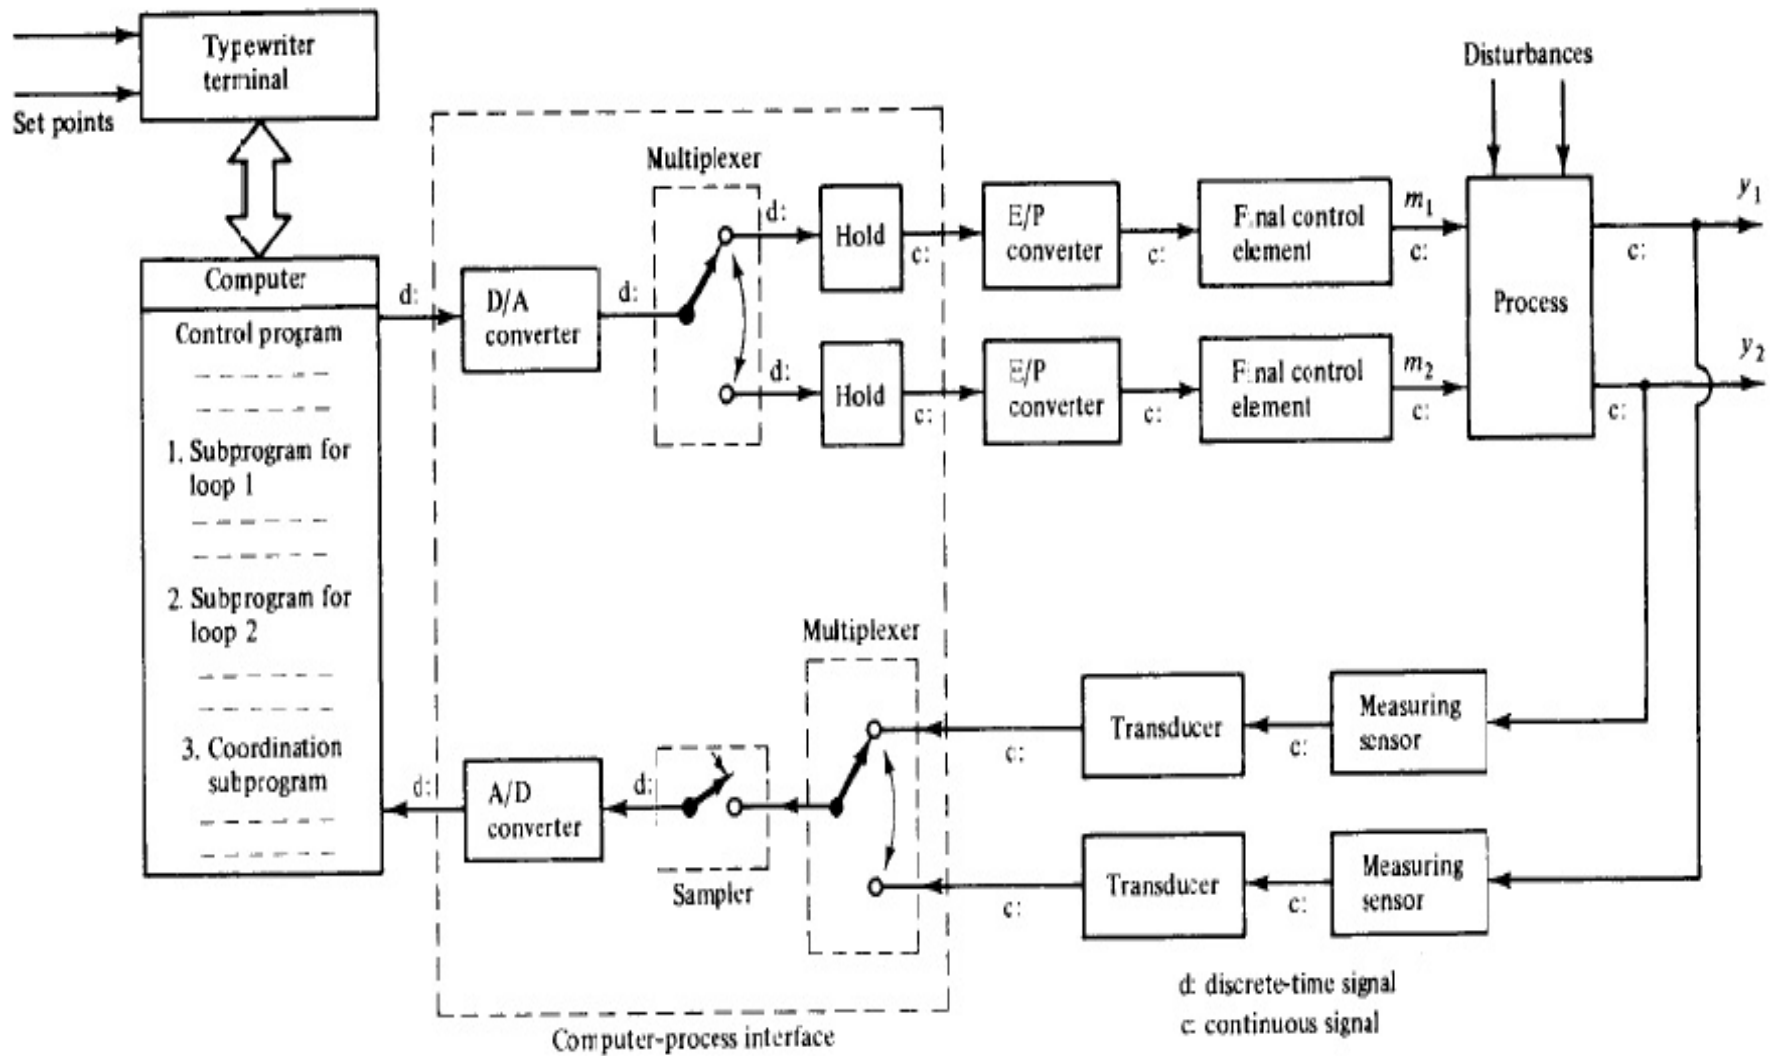 Typewriter
terminal
Set points
Disturbances
Multiplexer
d:
Hold
c:
E/P
converter
c:
Final control
element
m1
c:
Process
c:
y1
Computer
d:
D/A
converter
d:
d:
Hold
c:
E/P
converter
c:
Final control
element
m2
c:
c:
y2
Control program
1. Subprogram for
loop 1
2. Subprogram for
loop 2
3. Coordination
subprogram
Multiplexer
c:
Transducer
c:
Measuring
sensor
d:
A/D
converter
d:
Sampler
c:
Transducer
c:
Measuring
sensor
d: discrete-time signal
c: continuous signal
Computer-process interface